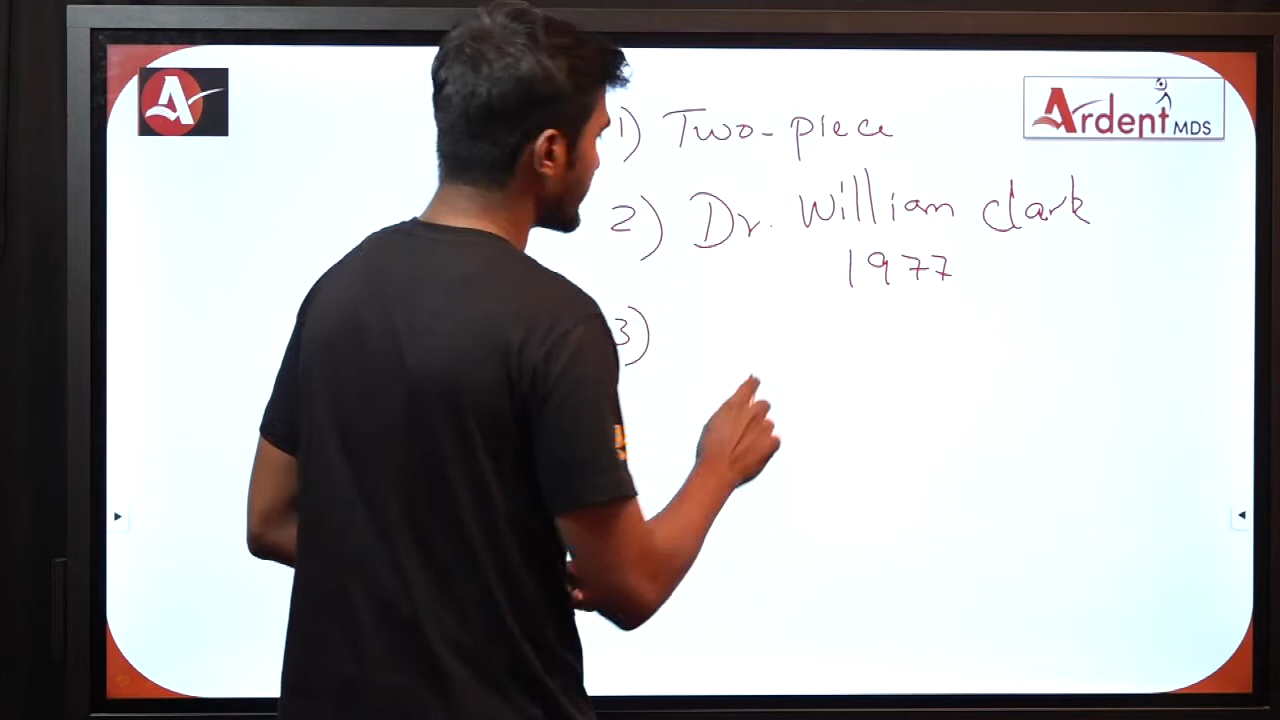 1) Two-piece
Ardent MDS
2) Dr. William clark
1977
3)